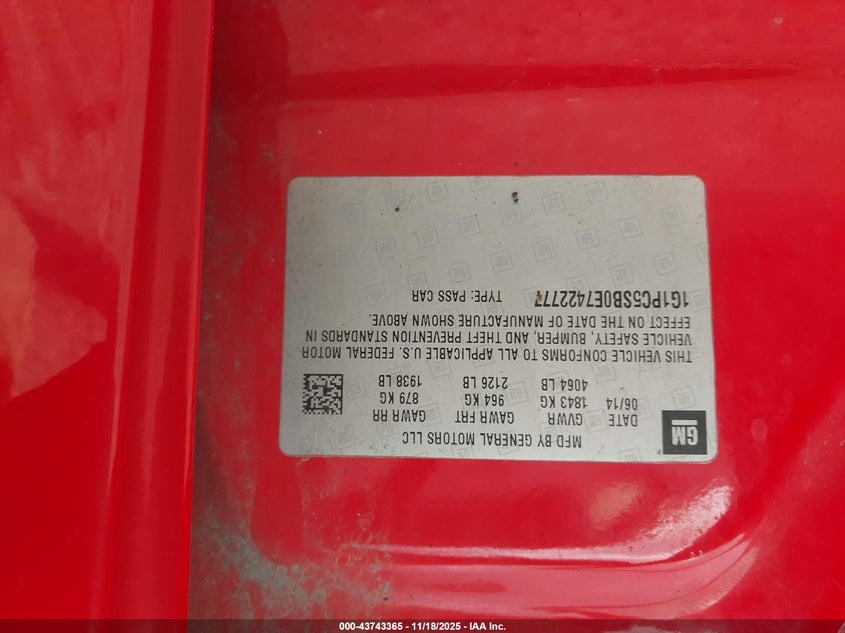 GM
MFD BY GENERAL MOTORS LLC
DATE GVWR GAWR FRT GAWR RR
06/14 1843 KG 964 KG 879 KG
4064 LB 2126 LB 1938 LB
THIS VEHICLE CONFORMS TO ALL APPLICABLE U.S. FEDERAL MOTOR
VEHICLE SAFETY, BUMPER, AND THEFT PREVENTION STANDARDS IN
EFFECT ON THE DATE OF MANUFACTURE SHOWN ABOVE.
1G1PC5SB0E7422777 TYPE: PASS CAR
000-43743365 - 11/18/2025 - IAA Inc.